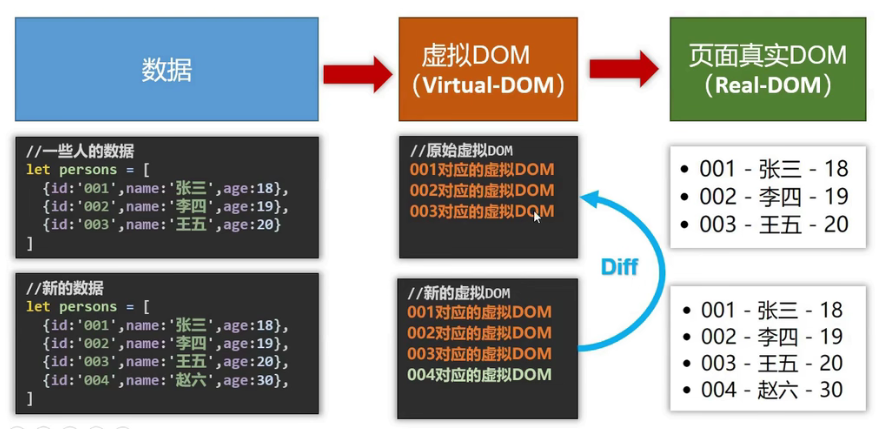 数据
虚拟DOM
（Virtual-DOM）
页面真实DOM
（Real-DOM）
//一些人的数据
let persons = [
{id:'001',name:'张三',age:18},
{id:'002',name:'李四',age:19},
{id:'003',name:'王五',age:20}
]
//原始虚拟DOM
001对应的虚拟DOM
002对应的虚拟DOM
003对应的虚拟DOM
• 001 - 张三 - 18
• 002 - 李四 - 19
• 003 - 王五 - 20
Diff
//新的数据
let persons = [
{id:'001',name:'张三',age:18},
{id:'002',name:'李四',age:19},
{id:'003',name:'王五',age:20},
{id:'004',name:'赵六',age:30},
]
//新的虚拟DOM
001对应的虚拟DOM
002对应的虚拟DOM
003对应的虚拟DOM
004对应的虚拟DOM
• 001 - 张三 - 18
• 002 - 李四 - 19
• 003 - 王五 - 20
• 004 - 赵六 - 30